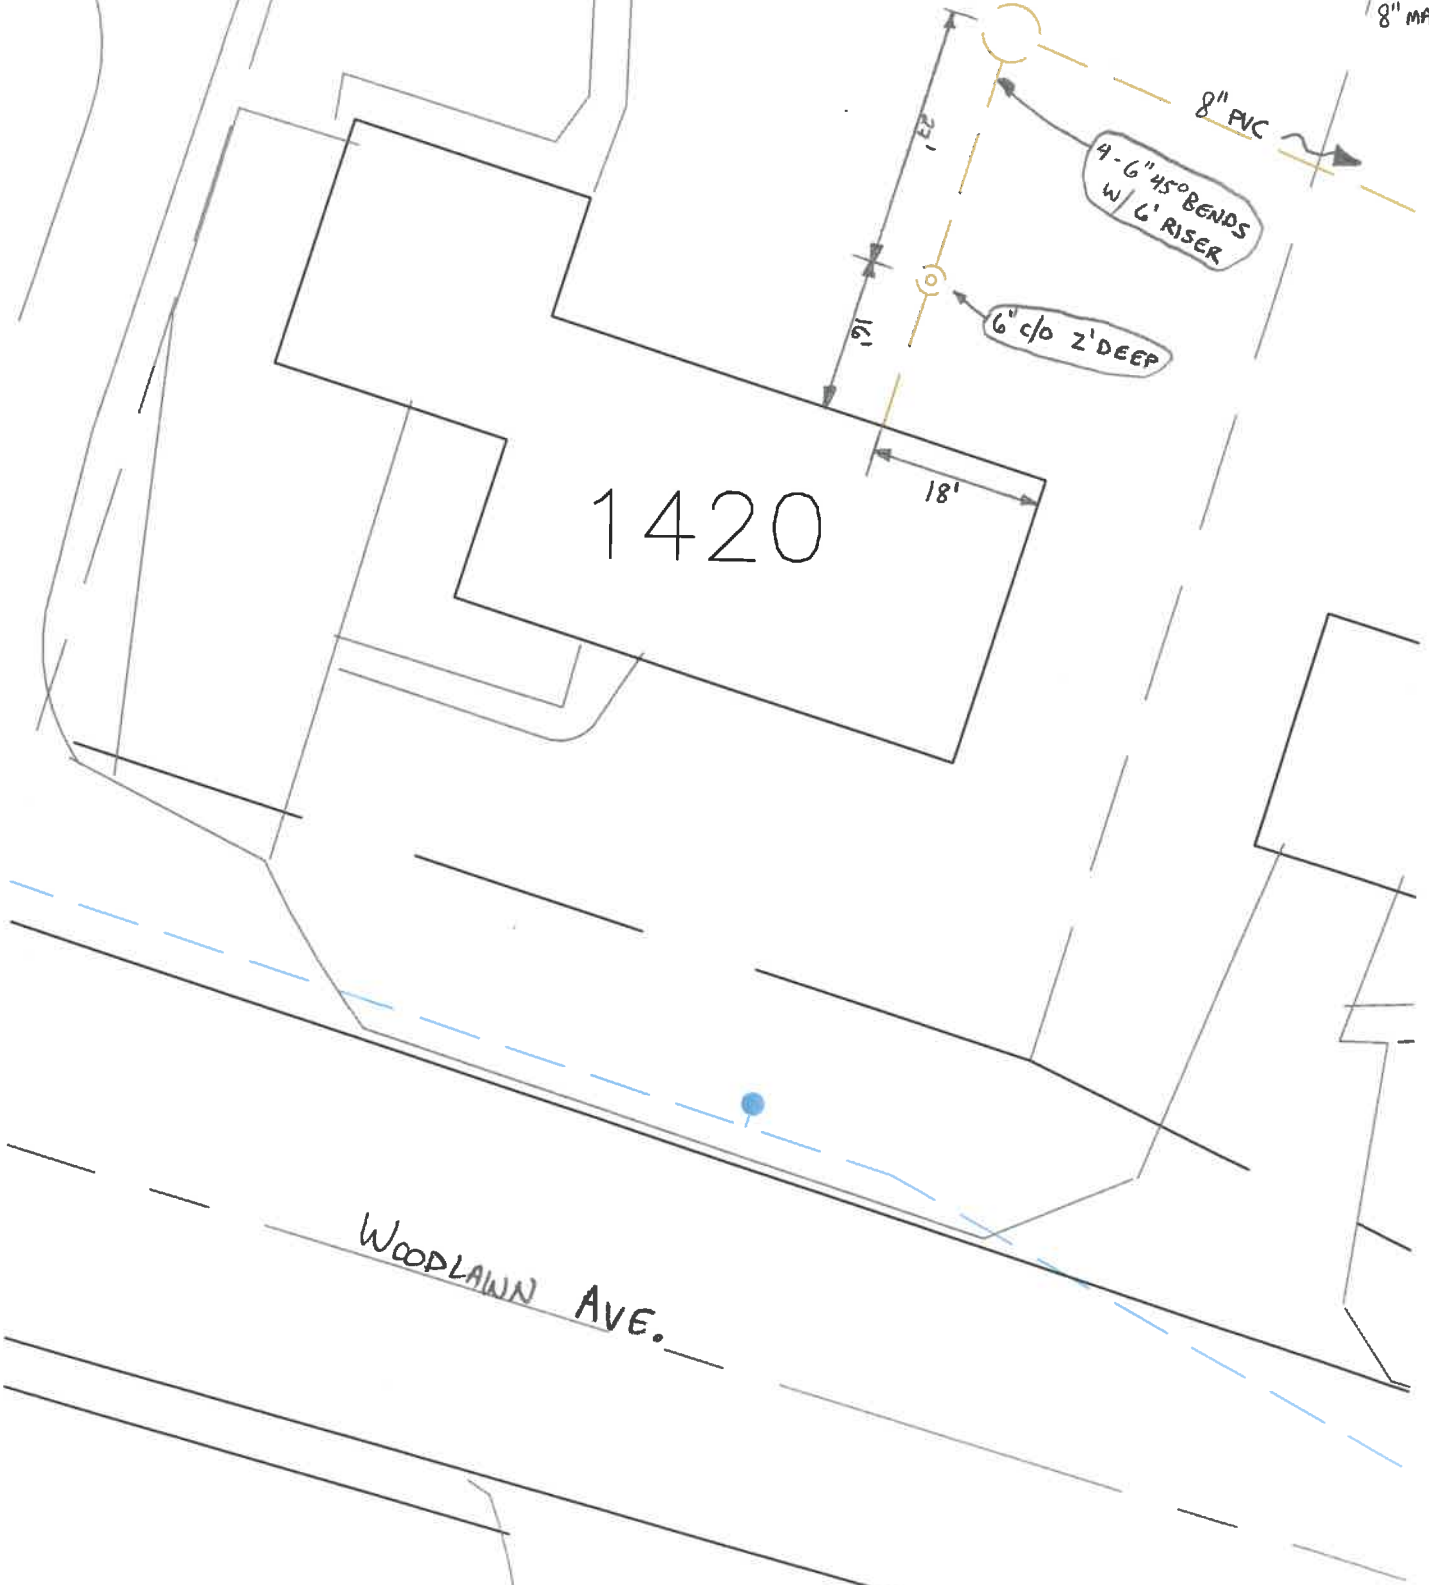 8" MA
8" PVC
23'
4-6" 45° BENDS
W/ 6' RISER
6" c/o 2' DEEP
16'
18'
1420
WOODLAWN AVE.